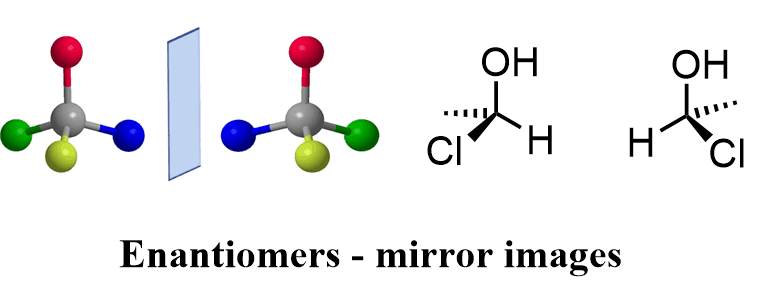 OH OH
Cl H H Cl
Enantiomers - mirror images